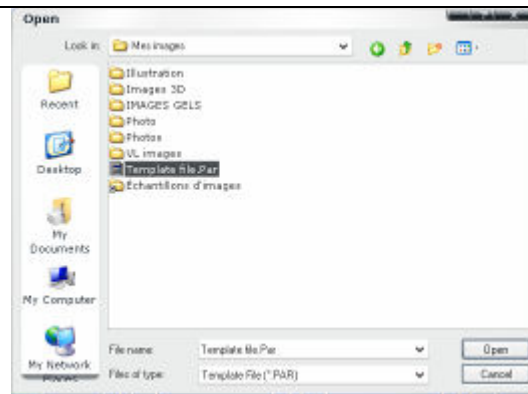 Open
Look in: Mes images
Illustration
Images 3D
IMAGES GELS
Photo
Photos
VL images
Template file.Par
Échantillons d'images
Recent
Desktop
My Documents
My Computer
My Network
File name: Template file.Par
Files of type: Template File (*.PAR)
Open
Cancel